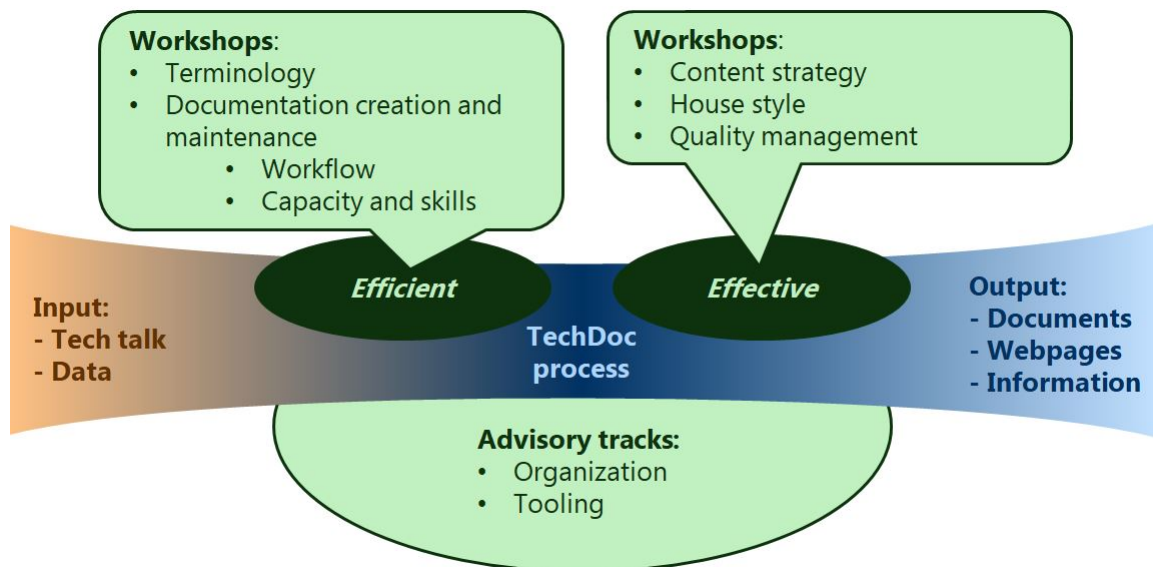 Workshops:
• Terminology
• Documentation creation and
maintenance
• Workflow
• Capacity and skills
Workshops:
• Content strategy
• House style
• Quality management
Efficient
Effective
Input:
- Tech talk
- Data
TechDoc
process
Output:
- Documents
- Webpages
- Information
Advisory tracks:
• Organization
• Tooling